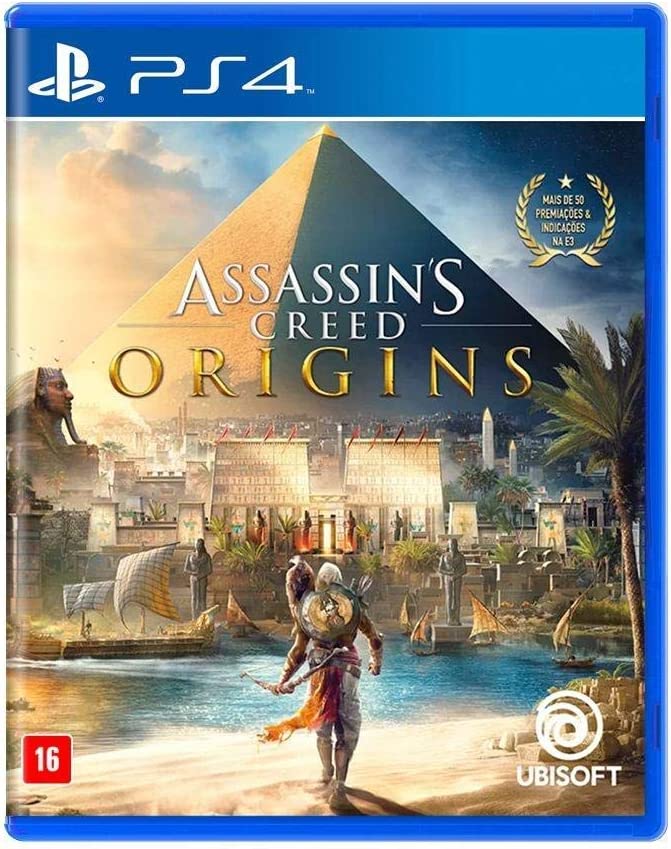 PS4
MAIS DE 50
PREMIAÇÕES &
INDICAÇÕES
NA E3
ASSASSIN'S
CREED
ORIGINS
16
UBISOFT